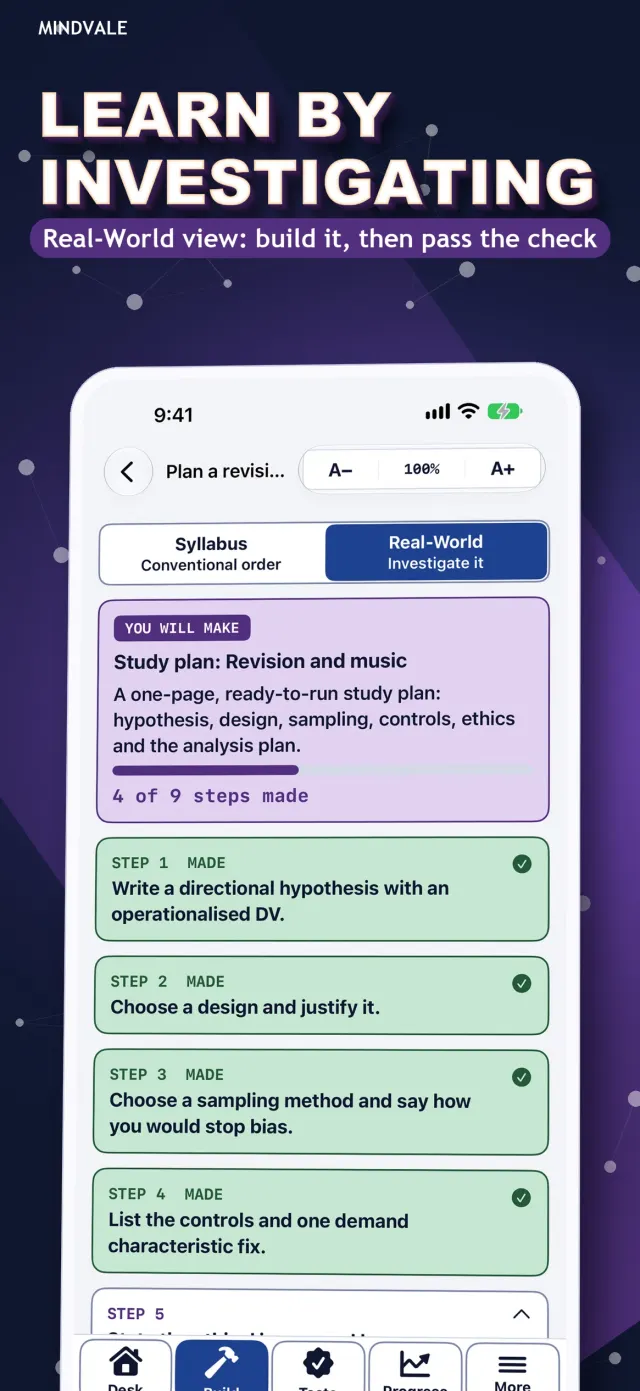 MINDVALE
LEARN BY
INVESTIGATING
Real-World view: build it, then pass the check
9:41
Plan a revisi...
A−
100%
A+
Syllabus
Conventional order
Real-World
Investigate it
YOU WILL MAKE
Study plan: Revision and music
A one-page, ready-to-run study plan:
hypothesis, design, sampling, controls, ethics
and the analysis plan.
4 of 9 steps made
STEP 1 MADE
Write a directional hypothesis with an
operationalised DV.
STEP 2 MADE
Choose a design and justify it.
STEP 3 MADE
Choose a sampling method and say how
you would stop bias.
STEP 4 MADE
List the controls and one demand
characteristic fix.
STEP 5
Desk
Build
Tests
Progress
More